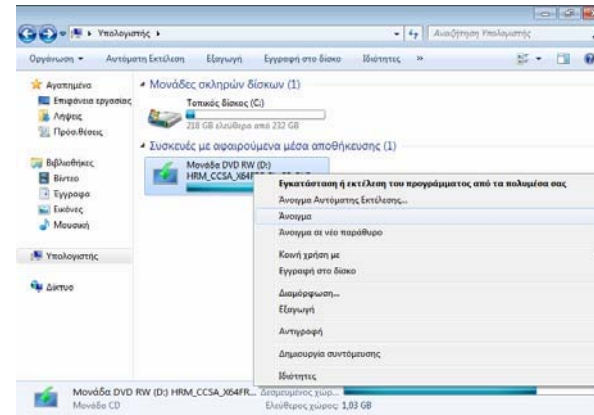 Υπολογιστής
Αναζήτηση Υπολογιστής
Οργάνωση Αυτόματη Εκτέλεση Εξαγωγή Εγγραφή στο δίσκο Ιδιότητες »
Αγαπημένα
Επιφάνεια εργασίας
Λήψεις
Πρόσ.θέσεις
Βιβλιοθήκες
Βίντεο
Έγγραφα
Εικόνες
Μουσική
Υπολογιστής
Δίκτυο
Μονάδες σκληρών δίσκων (1)
Τοπικός δίσκος (C:)
218 GB ελεύθερα από 232 GB
Συσκευές με αφαιρούμενα μέσα αποθήκευσης (1)
Μονάδα DVD RW (D:)
HRM_CCSA_X64F
Εγκατάσταση ή εκτέλεση του προγράμματος από τα πολυμέσα σας
Άνοιγμα Αυτόματης Εκτέλεσης...
Άνοιγμα
Άνοιγμα σε νέο παράθυρο
Κοινή χρήση με
Εγγραφή στο δίσκο
Διαμόρφωση...
Εξαγωγή
Αντιγραφή
Δημιουργία συντόμευσης
Ιδιότητες
Μονάδα DVD RW (D:) HRM_CCSA_X64FR... Δεσμευμένος χώρ...
Μονάδα CD Ελεύθερος χώρος: 1,03 GB